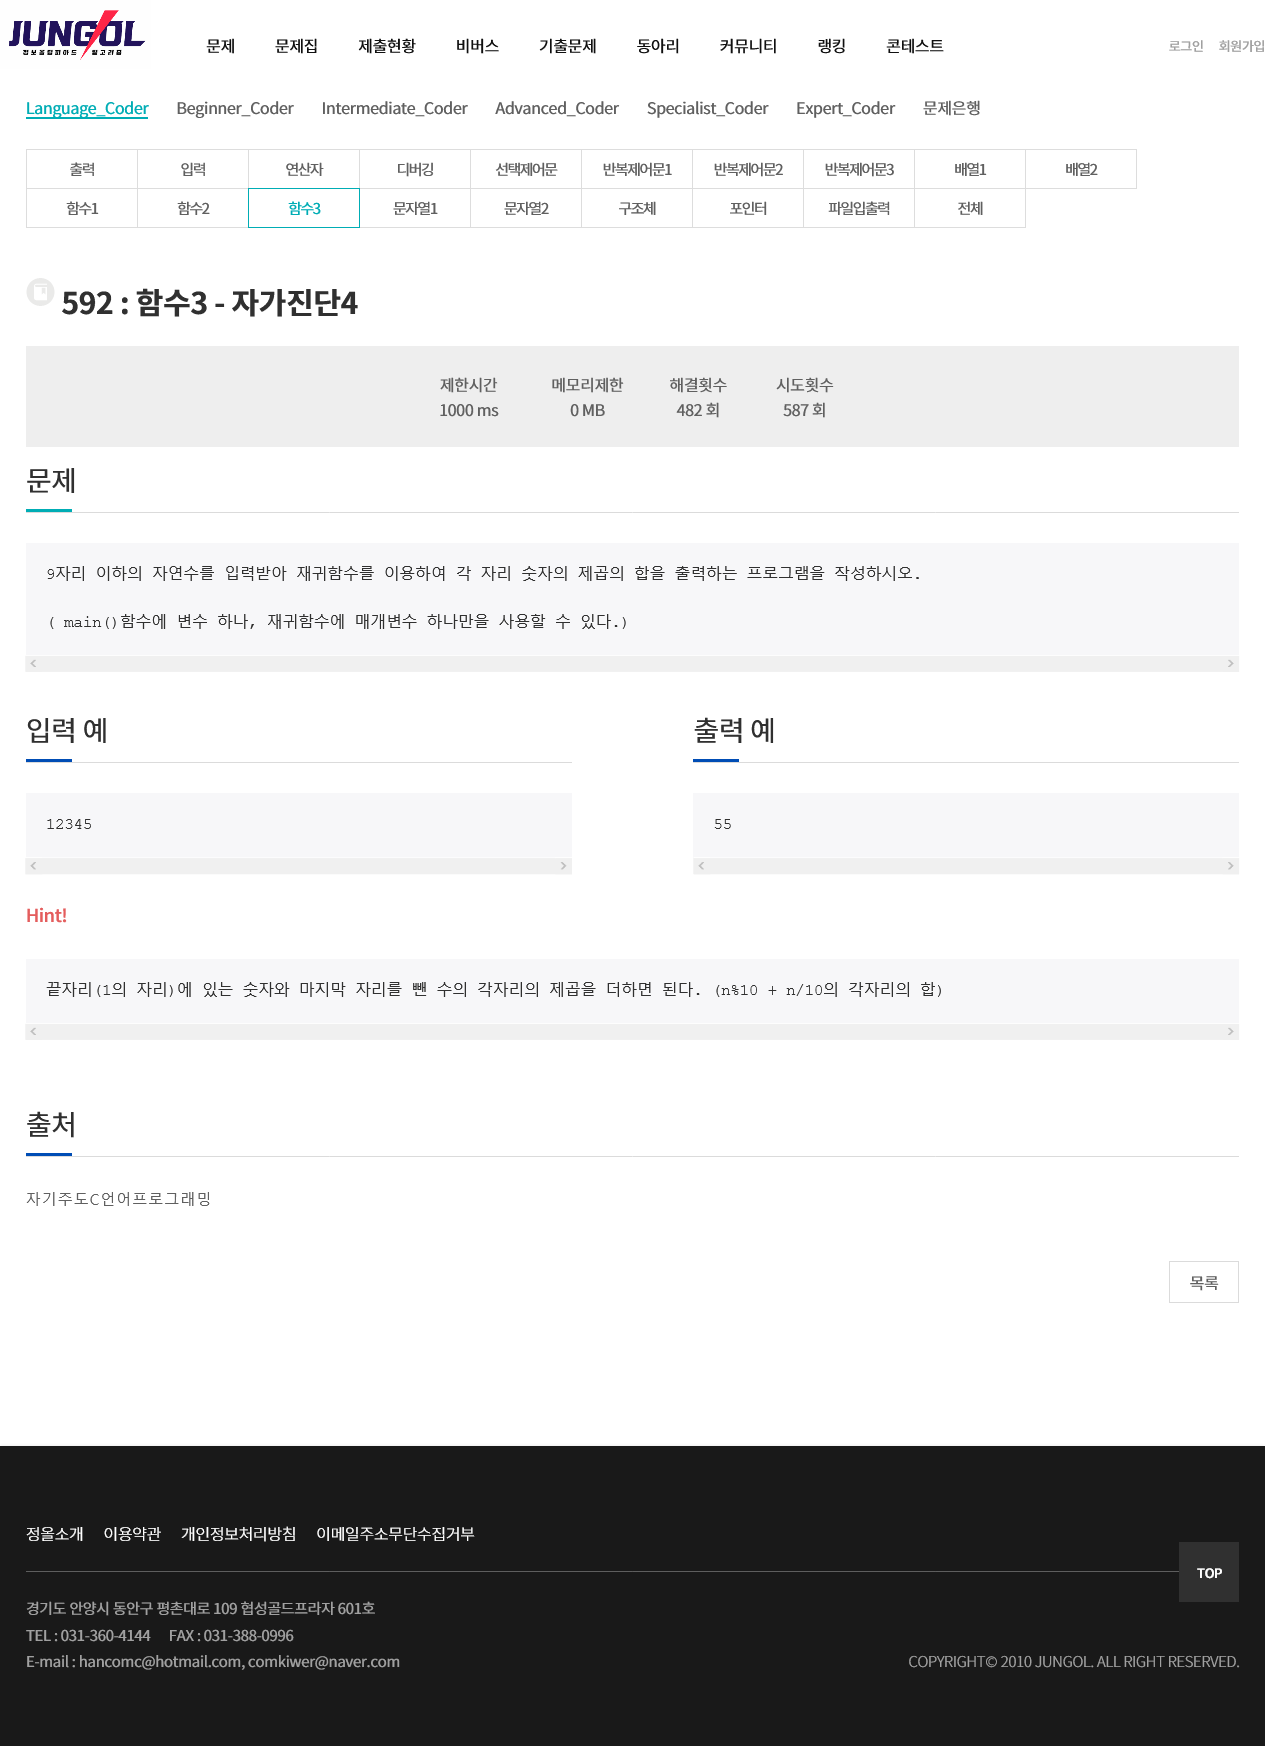 JUNGOL
정보올림피아드 알고리즘
문제 문제집 제출현황 비버스 기출문제 동아리 커뮤니티 랭킹 콘테스트 로그인 회원가입
Language_Coder Beginner_Coder Intermediate_Coder Advanced_Coder Specialist_Coder Expert_Coder 문제은행
출력 입력 연산자 디버깅 선택제어문 반복제어문1 반복제어문2 반복제어문3 배열1 배열2
함수1 함수2 함수3 문자열1 문자열2 구조체 포인터 파일입출력 전체
592 : 함수3 - 자가진단4
제한시간 메모리제한 해결횟수 시도횟수
1000 ms 0 MB 482 회 587 회
문제
9자리 이하의 자연수를 입력받아 재귀함수를 이용하여 각 자리 숫자의 제곱의 합을 출력하는 프로그램을 작성하시오.
( main()함수에 변수 하나, 재귀함수에 매개변수 하나만을 사용할 수 있다.)
입력 예 출력 예
12345 55
Hint!
끝자리(1의 자리)에 있는 숫자와 마지막 자리를 뺀 수의 각자리의 제곱을 더하면 된다. (n%10 + n/10의 각자리의 합)
출처
자기주도C언어프로그래밍
목록
정올소개 이용약관 개인정보처리방침 이메일주소무단수집거부
TOP
경기도 안양시 동안구 평촌대로 109 협성골드프라자 601호
TEL : 031-360-4144 FAX : 031-388-0996
E-mail : hancomc@hotmail.com, comkiwer@naver.com COPYRIGHT© 2010 JUNGOL. ALL RIGHT RESERVED.